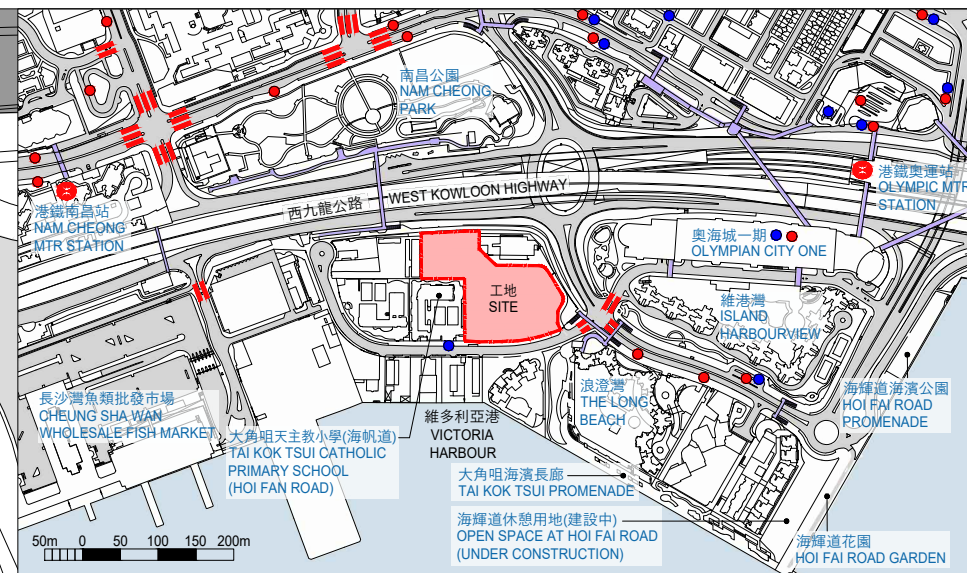 南昌公園
NAM CHEONG
PARK
西九龍公路
WEST KOWLOON HIGHWAY
港鐵南昌站
NAM CHEONG
MTR STATION
港鐵奧運站
OLYMPIC MTR
STATION
奧海城一期
OLYMPIAN CITY ONE
工地
SITE
維港灣
ISLAND
HARBOURVIEW
浪澄灣
THE LONG
BEACH
長沙灣魚類批發市場
CHEUNG SHA WAN
WHOLESALE FISH MARKET
大角咀天主教小學(海帆道)
TAI KOK TSUI CATHOLIC
PRIMARY SCHOOL
(HOI FAN ROAD)
維多利亞港
VICTORIA
HARBOUR
海輝道海濱公園
HOI FAI ROAD
PROMENADE
大角咀海濱長廊
TAI KOK TSUI PROMENADE
海輝道休憩用地(建設中)
OPEN SPACE AT HOI FAI ROAD
(UNDER CONSTRUCTION)
海輝道花園
HOI FAI ROAD GARDEN
50m 0 50 100 150 200m